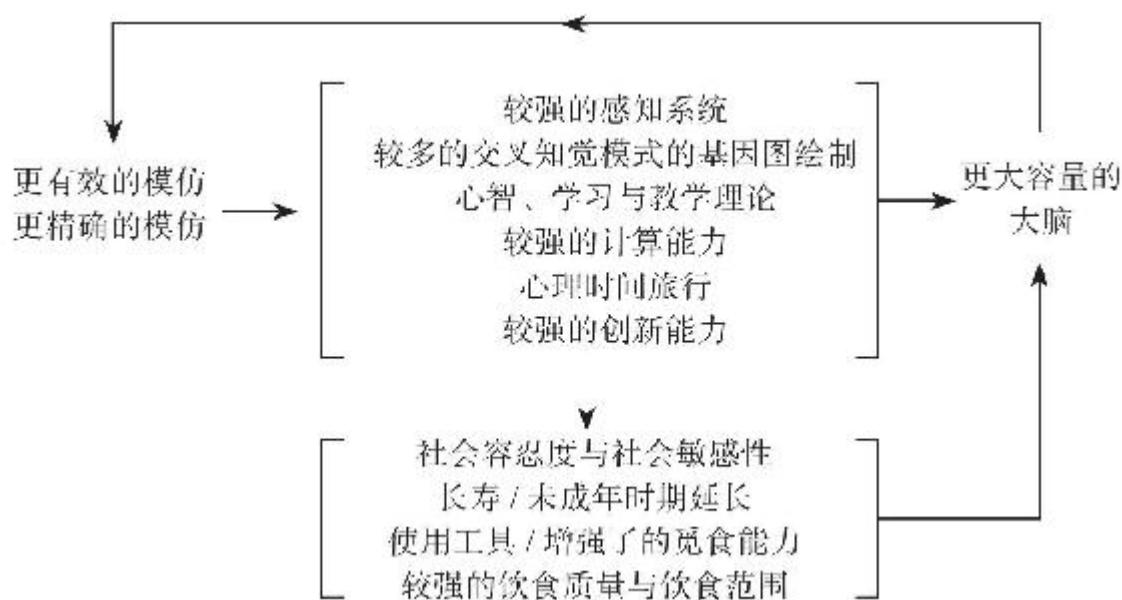 更有效的模仿
更精确的模仿
较强的感知系统
较多的交叉知觉模式的基因图绘制
心智、学习与教学理论
较强的计算能力
心理时间旅行
较强的创新能力
更大容量的
大脑
社会容忍度与社会敏感性
长寿 / 未成年时期延长
使用工具 / 增强了的觅食能力
较强的饮食质量与饮食范围